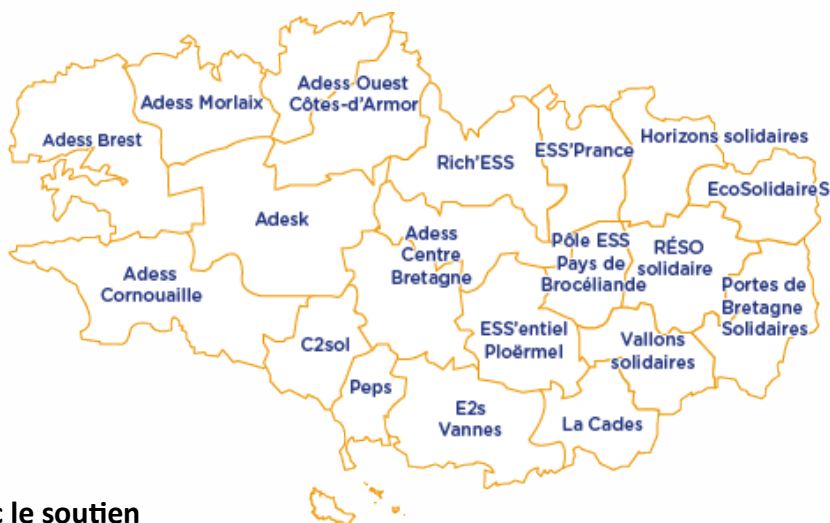 Adess Brest
Adess Morlaix
Adess Ouest
Côtes-d'Armor
Rich'ESS
ESS'Prance
Horizons solidaires
EcoSolidaireS
Adesk
Adess
Centre
Bretagne
Pôle ESS
Pays de
Brocéliande
RÉSO
solidaire
Portes de
Bretagne
Solidaires
Adess
Cornouaille
C2sol
ESS'entiel
Ploërmel
Vallons
solidaires
Peps
E2s
Vannes
La Cades
le soutien